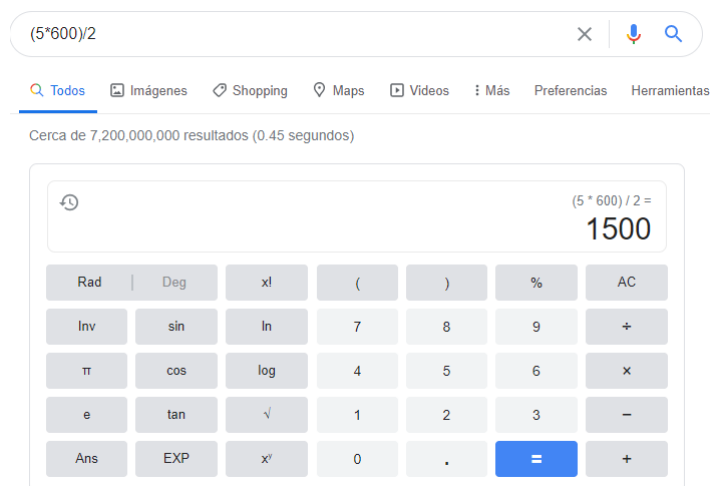 (5*600)/2
Todos Imágenes Shopping Maps Videos Más Preferencias Herramientas
Cerca de 7,200,000,000 resultados (0.45 segundos)
(5 * 600) / 2 =
1500
Rad | Deg x! ( ) % AC
Inv sin ln 7 8 9 ÷
π cos log 4 5 6 ×
e tan √ 1 2 3 −
Ans EXP xʸ 0 . = +